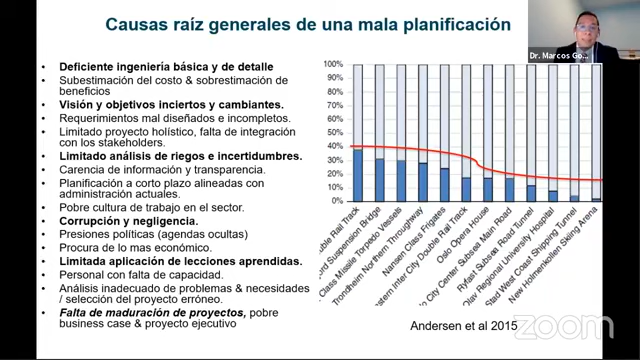 Causas raíz generales de una mala planificación
Dr. Marcos Go...
• Deficiente ingeniería básica y de detalle
• Subestimación del costo & sobrestimación de
beneficios
• Visión y objetivos inciertos y cambiantes.
• Requerimientos mal diseñados e incompletos.
• Limitado proyecto holístico, falta de integración
con los stakeholders.
• Limitado análisis de riegos e incertidumbres.
• Carencia de información y transparencia.
• Planificación a corto plazo alineadas con
administración actuales.
• Pobre cultura de trabajo en el sector.
• Corrupción y negligencia.
• Presiones políticas (agendas ocultas)
• Procura de lo mas económico.
• Limitada aplicación de lecciones aprendidas.
• Personal con falta de capacidad.
• Análisis inadecuado de problemas & necesidades
/ selección del proyecto erróneo.
• Falta de maduración de proyectos, pobre
business case & proyecto ejecutivo
100%
90%
80%
70%
60%
50%
40%
30%
20%
10%
0%
Rail Track
Suspension Bridge
Class Missile Torpedo Vessels
Trondheim Northern Throughway
Nansen Class Frigates
Inter City Double Rail Track
Oslo Opera House
City Center Subsea Main Road
Ryfast Subsea Road Tunnel
Olav Regional University Hospital
Stad West Coast Shipping Tunnel
New Holmenkollen Skiing Arena
Andersen et al 2015
zoom